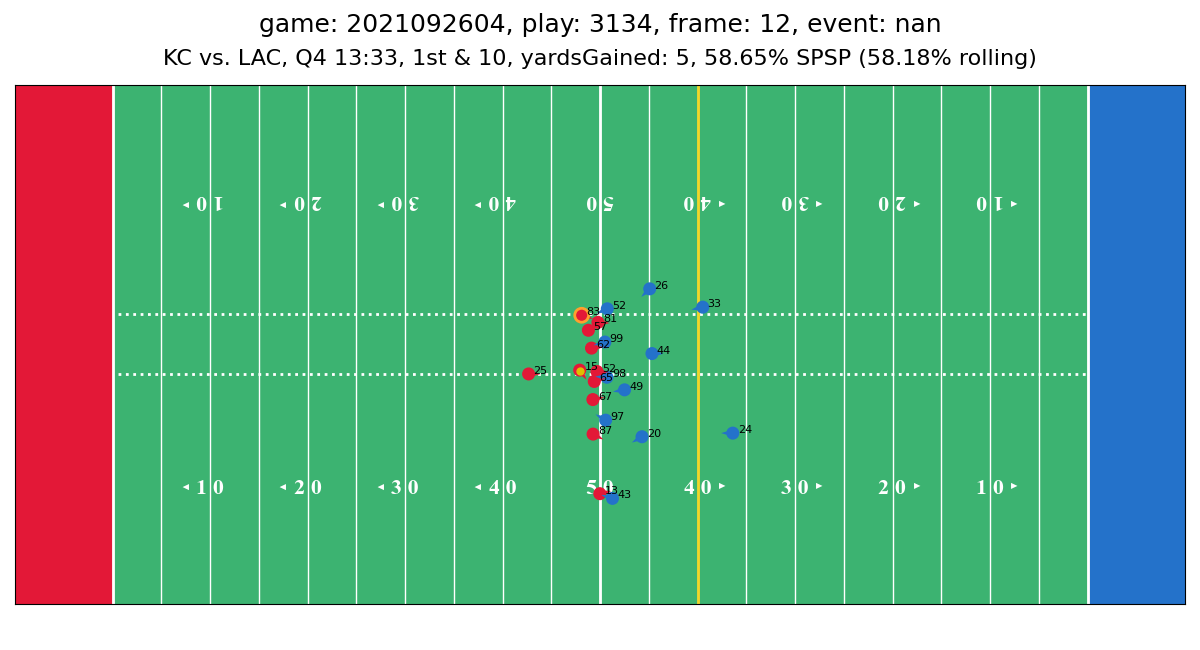 game: 2021092604, play: 3134, frame: 12, event: nan
KC vs. LAC, Q4 13:33, 1st & 10, yardsGained: 5, 58.65% SPSP (58.18% rolling)
10 20 30 40 50 40 30 20 10
26
83 52 33
81
57
62 99
44
15 52
25 65 98
49
67
97
87 20 24
10 20 30 40 50 40 30 20 10
13 43